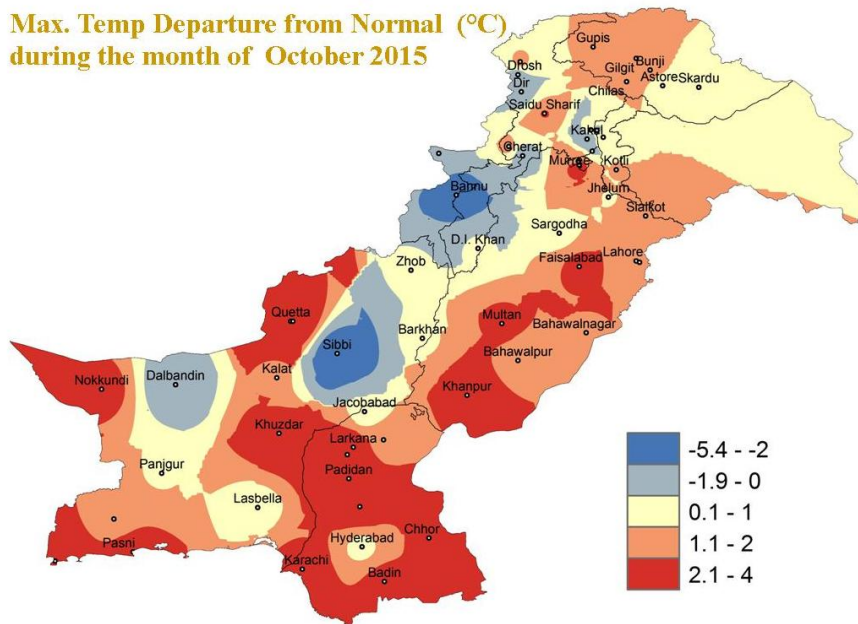 Max. Temp Departure from Normal (°C)
during the month of October 2015
Gupis
Bunji
Gilgit
Drosh
Astore Skardu
Dir
Chilas
Saidu Sharif
Kakul
Cherat
Murree
Kotli
Bannu
Jhelum
Sialkot
Sargodha
D.I. Khan
Lahore
Zhob
Faisalabad
Quetta
Multan
Bahawalnagar
Barkhan
Sibbi
Bahawalpur
Kalat
Nokkundi
Dalbandin
Khanpur
Jacobabad
Khuzdar
Larkana
Panjgur
Padidan
Lasbella
Chhor
Hyderabad
Pasni
Karachi
Badin
-5.4 - -2
-1.9 - 0
0.1 - 1
1.1 - 2
2.1 - 4